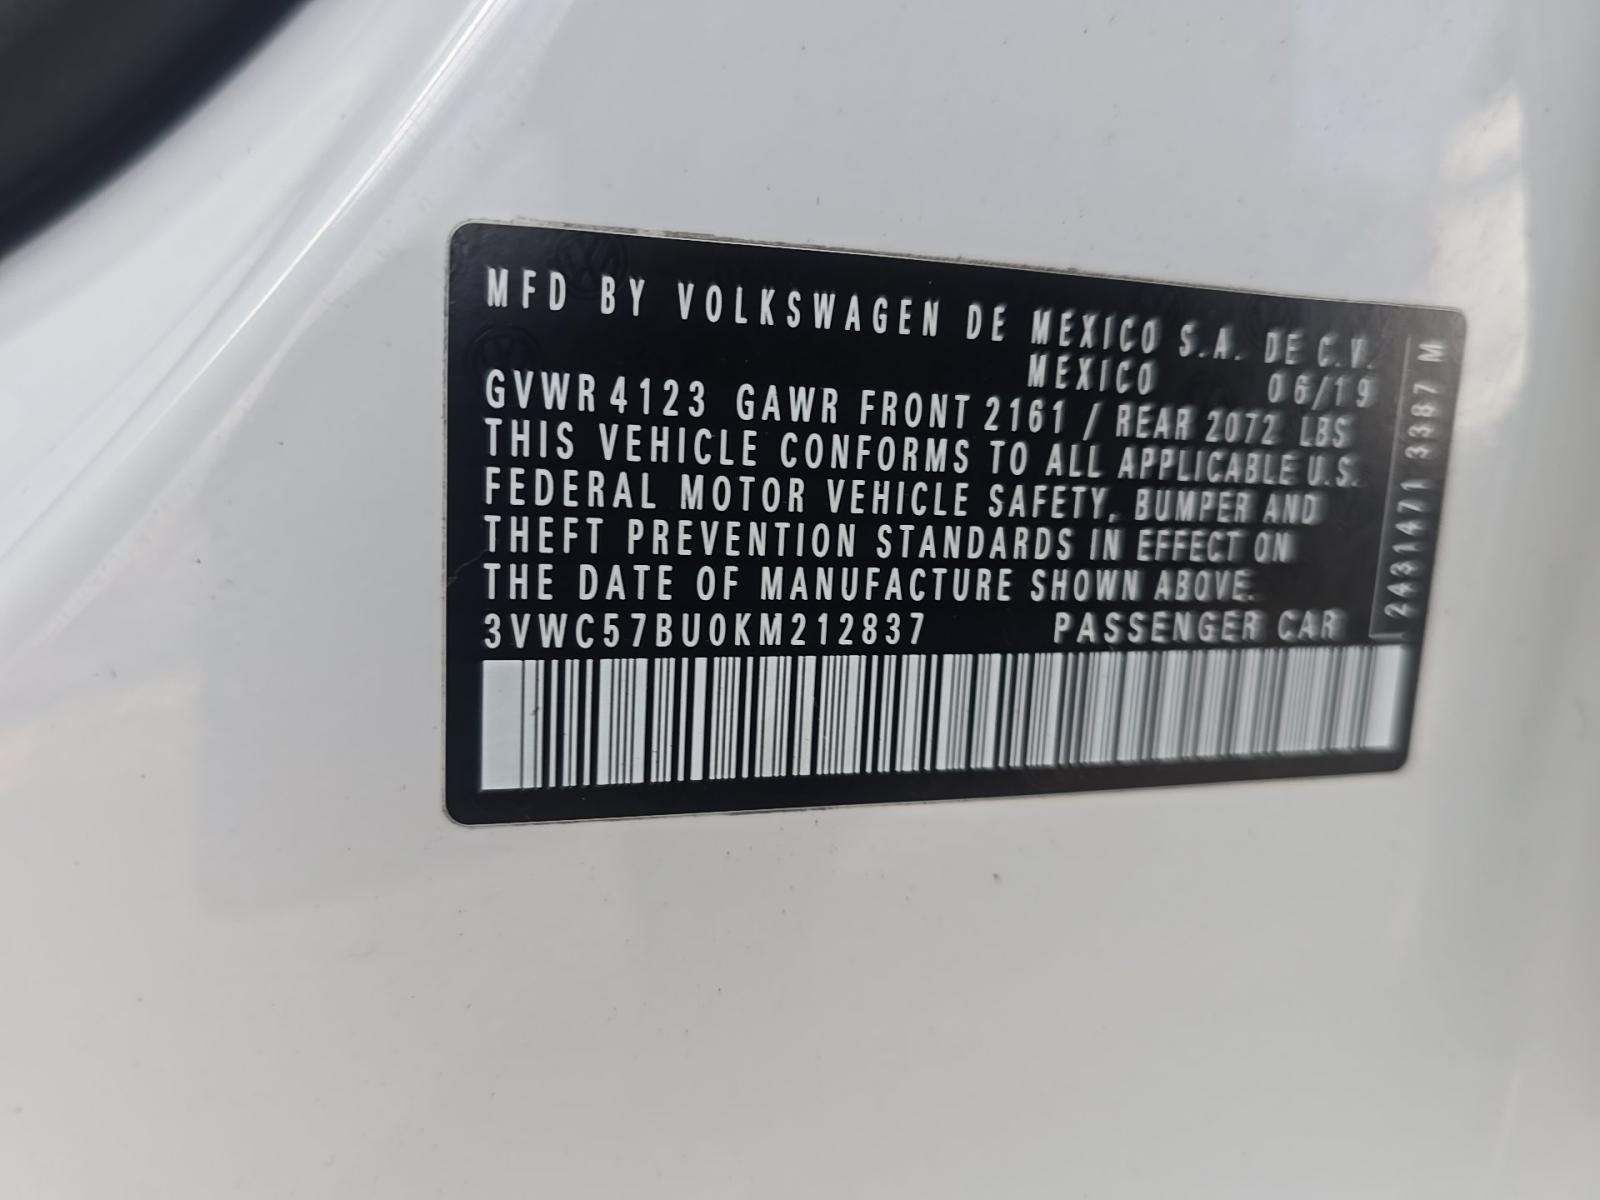 MFD BY VOLKSWAGEN DE MEXICO S.A. DE C.V.
MEXICO 06/19
GVWR 4123 GAWR FRONT 2161 / REAR 2072 LBS
THIS VEHICLE CONFORMS TO ALL APPLICABLE U.S.
FEDERAL MOTOR VEHICLE SAFETY, BUMPER AND
THEFT PREVENTION STANDARDS IN EFFECT ON
THE DATE OF MANUFACTURE SHOWN ABOVE.
3VWC57BU0KM212837 PASSENGER CAR
2431471 3387 M